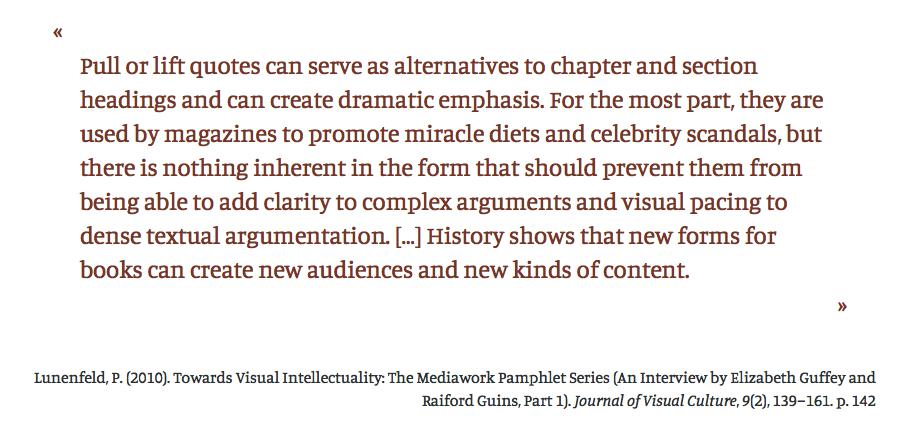 «
Pull or lift quotes can serve as alternatives to chapter and section
headings and can create dramatic emphasis. For the most part, they are
used by magazines to promote miracle diets and celebrity scandals, but
there is nothing inherent in the form that should prevent them from
being able to add clarity to complex arguments and visual pacing to
dense textual argumentation. [...] History shows that new forms for
books can create new audiences and new kinds of content.
»
Lunenfeld, P. (2010). Towards Visual Intellectuality: The Mediawork Pamphlet Series (An Interview by Elizabeth Guffey and
Raiford Guins, Part 1). Journal of Visual Culture, 9(2), 139–161. p. 142